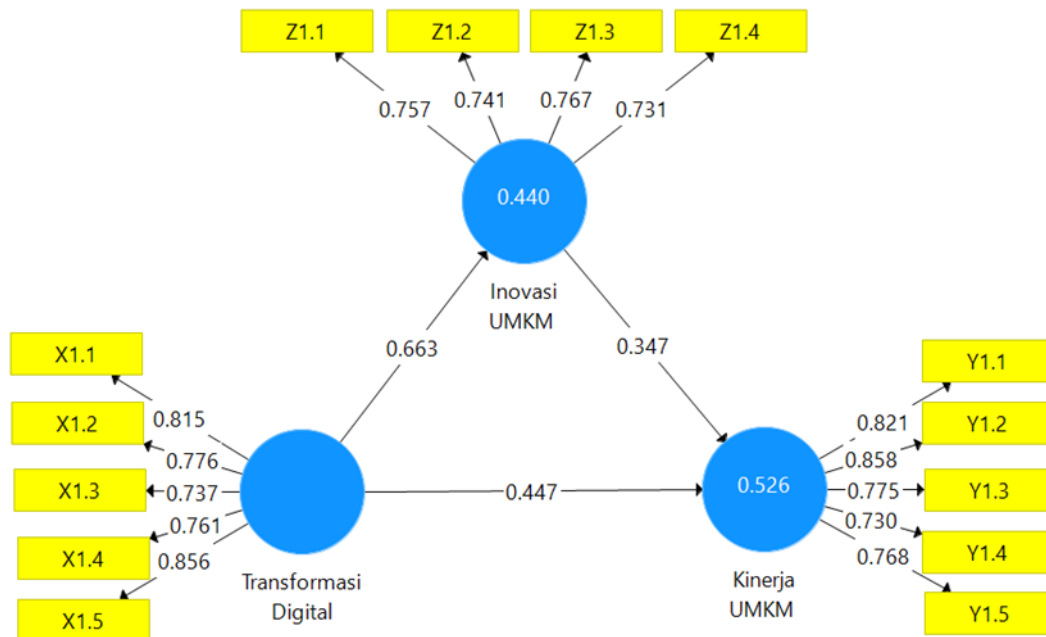 Z1.1
Z1.2
Z1.3
Z1.4
0.757
0.741
0.767
0.731
0.440
Inovasi
UMKM
0.663
0.347
X1.1
X1.2
X1.3
X1.4
X1.5
0.815
0.776
0.737
0.761
0.856
Transformasi
Digital
0.447
0.526
Kinerja
UMKM
0.821
0.858
0.775
0.730
0.768
Y1.1
Y1.2
Y1.3
Y1.4
Y1.5